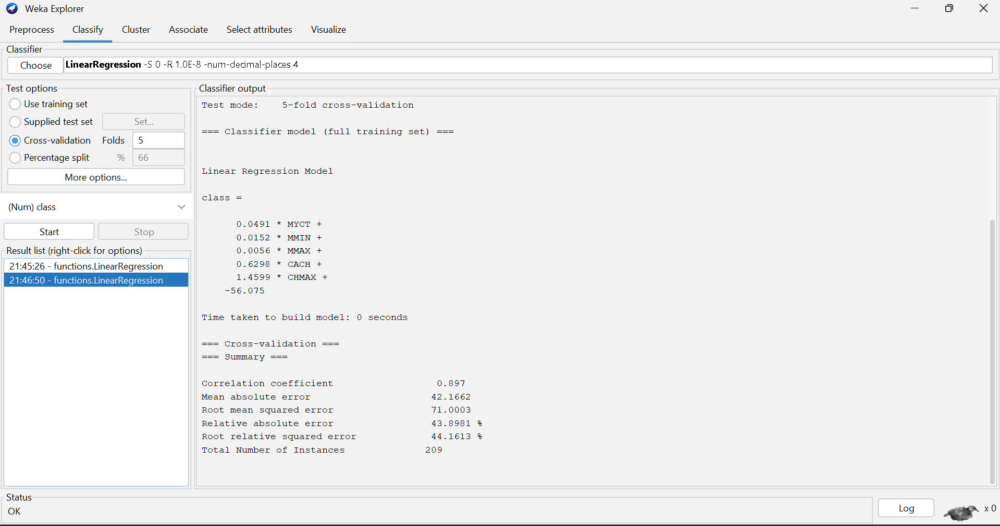 Weka Explorer
Preprocess Classify Cluster Associate Select attributes Visualize
Classifier
Choose LinearRegression -S 0 -R 1.0E-8 -num-decimal-places 4
Test options
Use training set
Supplied test set Set...
Cross-validation Folds 5
Percentage split % 66
More options...
(Num) class
Start Stop
Result list (right-click for options)
21:45:26 - functions.LinearRegression
21:46:50 - functions.LinearRegression
Classifier output
Test mode: 5-fold cross-validation
=== Classifier model (full training set) ===
Linear Regression Model
class =
0.0491 * MYCT +
0.0152 * MMIN +
0.0056 * MMAX +
0.6298 * CACH +
1.4599 * CHMAX +
-56.075
Time taken to build model: 0 seconds
=== Cross-validation ===
=== Summary ===
Correlation coefficient 0.897
Mean absolute error 42.1662
Root mean squared error 71.0003
Relative absolute error 43.8981 %
Root relative squared error 44.1613 %
Total Number of Instances 209
Status
OK
Log x 0